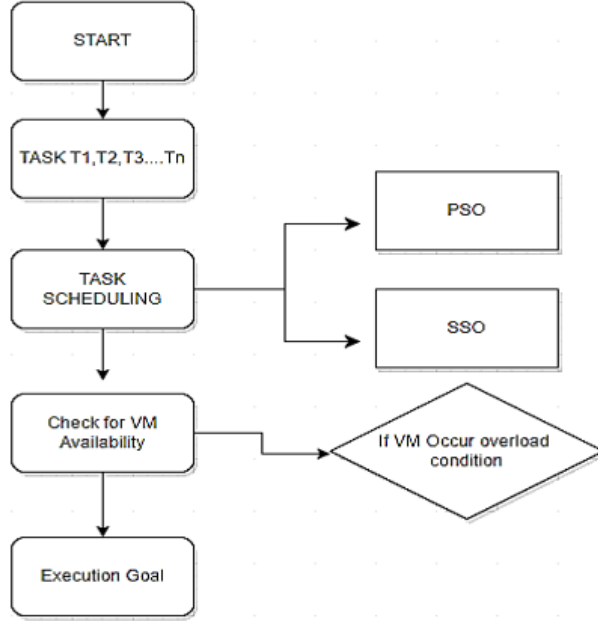 START
TASK T1,T2,T3....Tn
PSO
TASK
SCHEDULING
SSO
Check for VM
Availability
If VM Occur overload
condition
Execution Goal